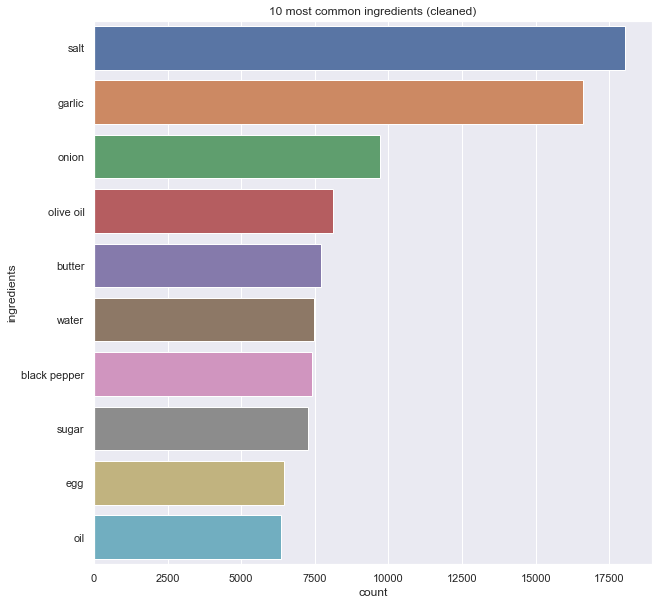 10 most common ingredients (cleaned)
ingredients
salt
garlic
onion
olive oil
butter
water
black pepper
sugar
egg
oil
0 2500 5000 7500 10000 12500 15000 17500
count